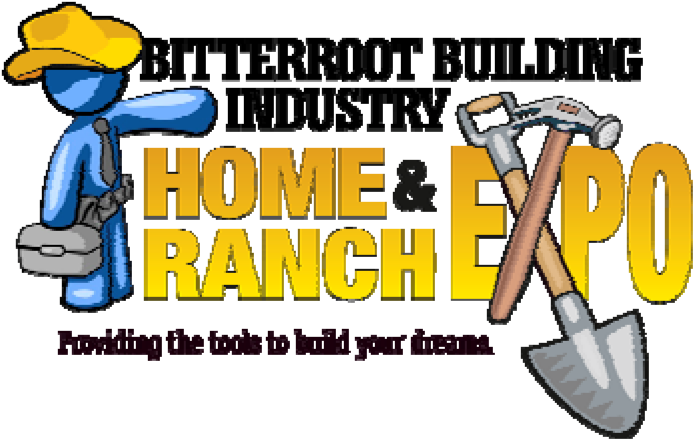 BITTERROOT BUILDING
INDUSTRY
HOME &
RANCH EXPO
Providing the tools to build your dreams.